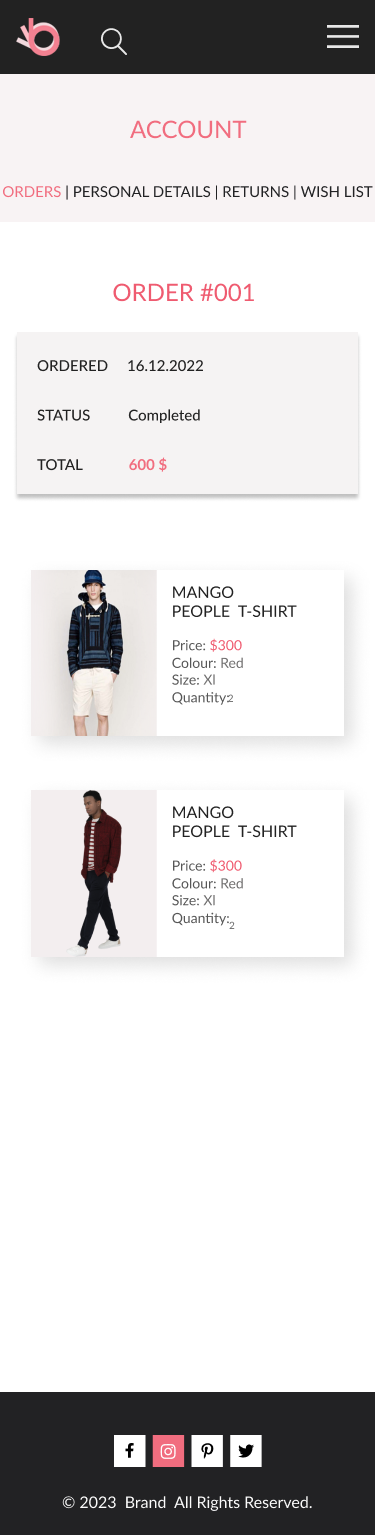 ACCOUNT
ORDERS | PERSONAL DETAILS | RETURNS | WISH LIST
ORDER #001
ORDERED 16.12.2022
STATUS Completed
TOTAL 600 $
MANGO
PEOPLE T-SHIRT
Price: $300
Colour: Red
Size: Xl
Quantity:2
MANGO
PEOPLE T-SHIRT
Price: $300
Colour: Red
Size: Xl
Quantity:2
© 2023 Brand All Rights Reserved.